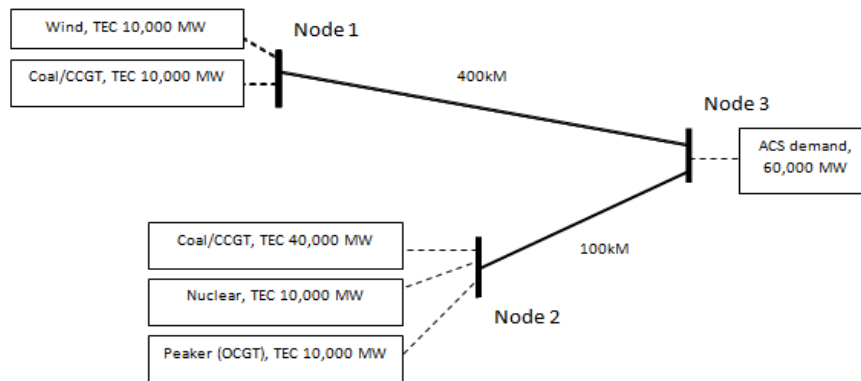 Wind, TEC 10,000 MW
Node 1
Coal/CCGT, TEC 10,000 MW
400kM
Node 3
ACS demand,
60,000 MW
Coal/CCGT, TEC 40,000 MW
100kM
Nuclear, TEC 10,000 MW
Node 2
Peaker (OCGT), TEC 10,000 MW